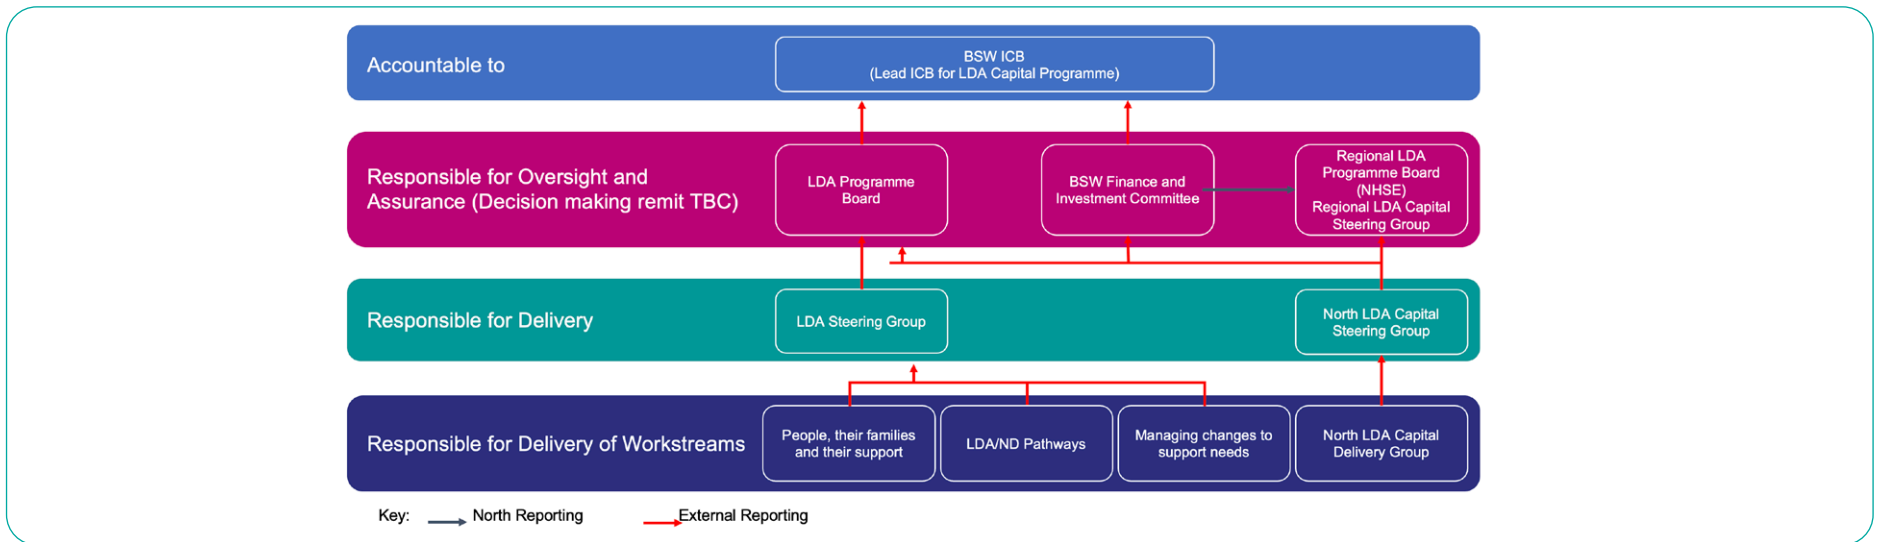 Accountable to
BSW ICB
(Lead ICB for LDA Capital Programme)
Responsible for Oversight and
Assurance (Decision making remit TBC)
LDA Programme
Board
BSW Finance and
Investment Committee
Regional LDA
Programme Board
(NHSE)
Regional LDA Capital
Steering Group
Responsible for Delivery
LDA Steering Group
North LDA Capital
Steering Group
Responsible for Delivery of Workstreams
People, their families
and their support
LDA/ND Pathways
Managing changes to
support needs
North LDA Capital
Delivery Group
Key:
North Reporting
External Reporting